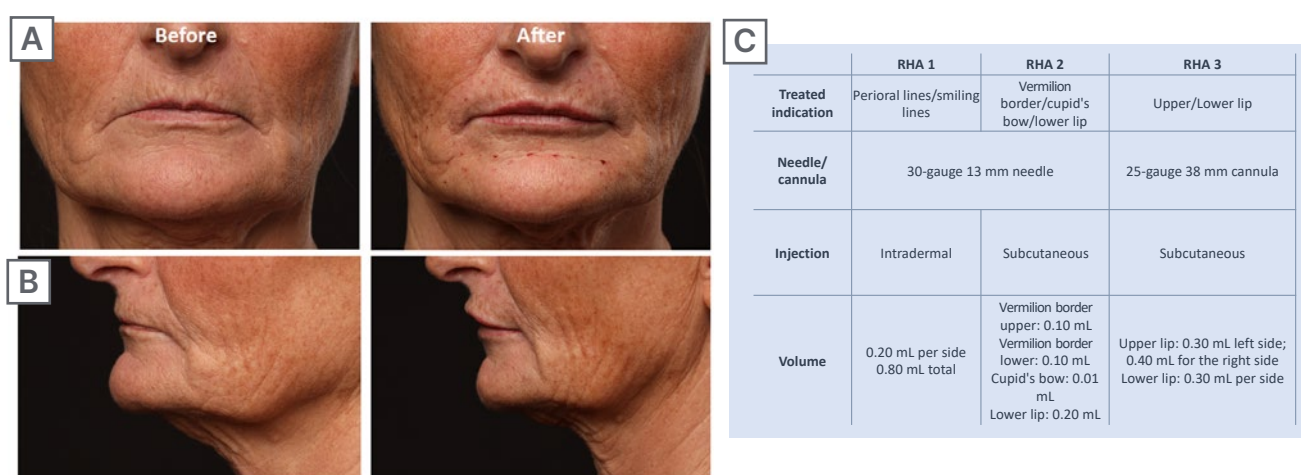 A
Before
After
B
C
RHA 1
RHA 2
RHA 3
Treated
indication
Perioral lines/smiling
lines
Vermilion
border/cupid's
bow/lower lip
Upper/Lower lip
Needle/
cannula
30-gauge 13 mm needle
25-gauge 38 mm cannula
Injection
Intradermal
Subcutaneous
Subcutaneous
Volume
0.20 mL per side
0.80 mL total
Vermilion border
upper: 0.10 mL
Vermilion border
lower: 0.10 mL
Cupid's bow: 0.01
mL
Lower lip: 0.20 mL
Upper lip: 0.30 mL left side;
0.40 mL for the right side
Lower lip: 0.30 mL per side